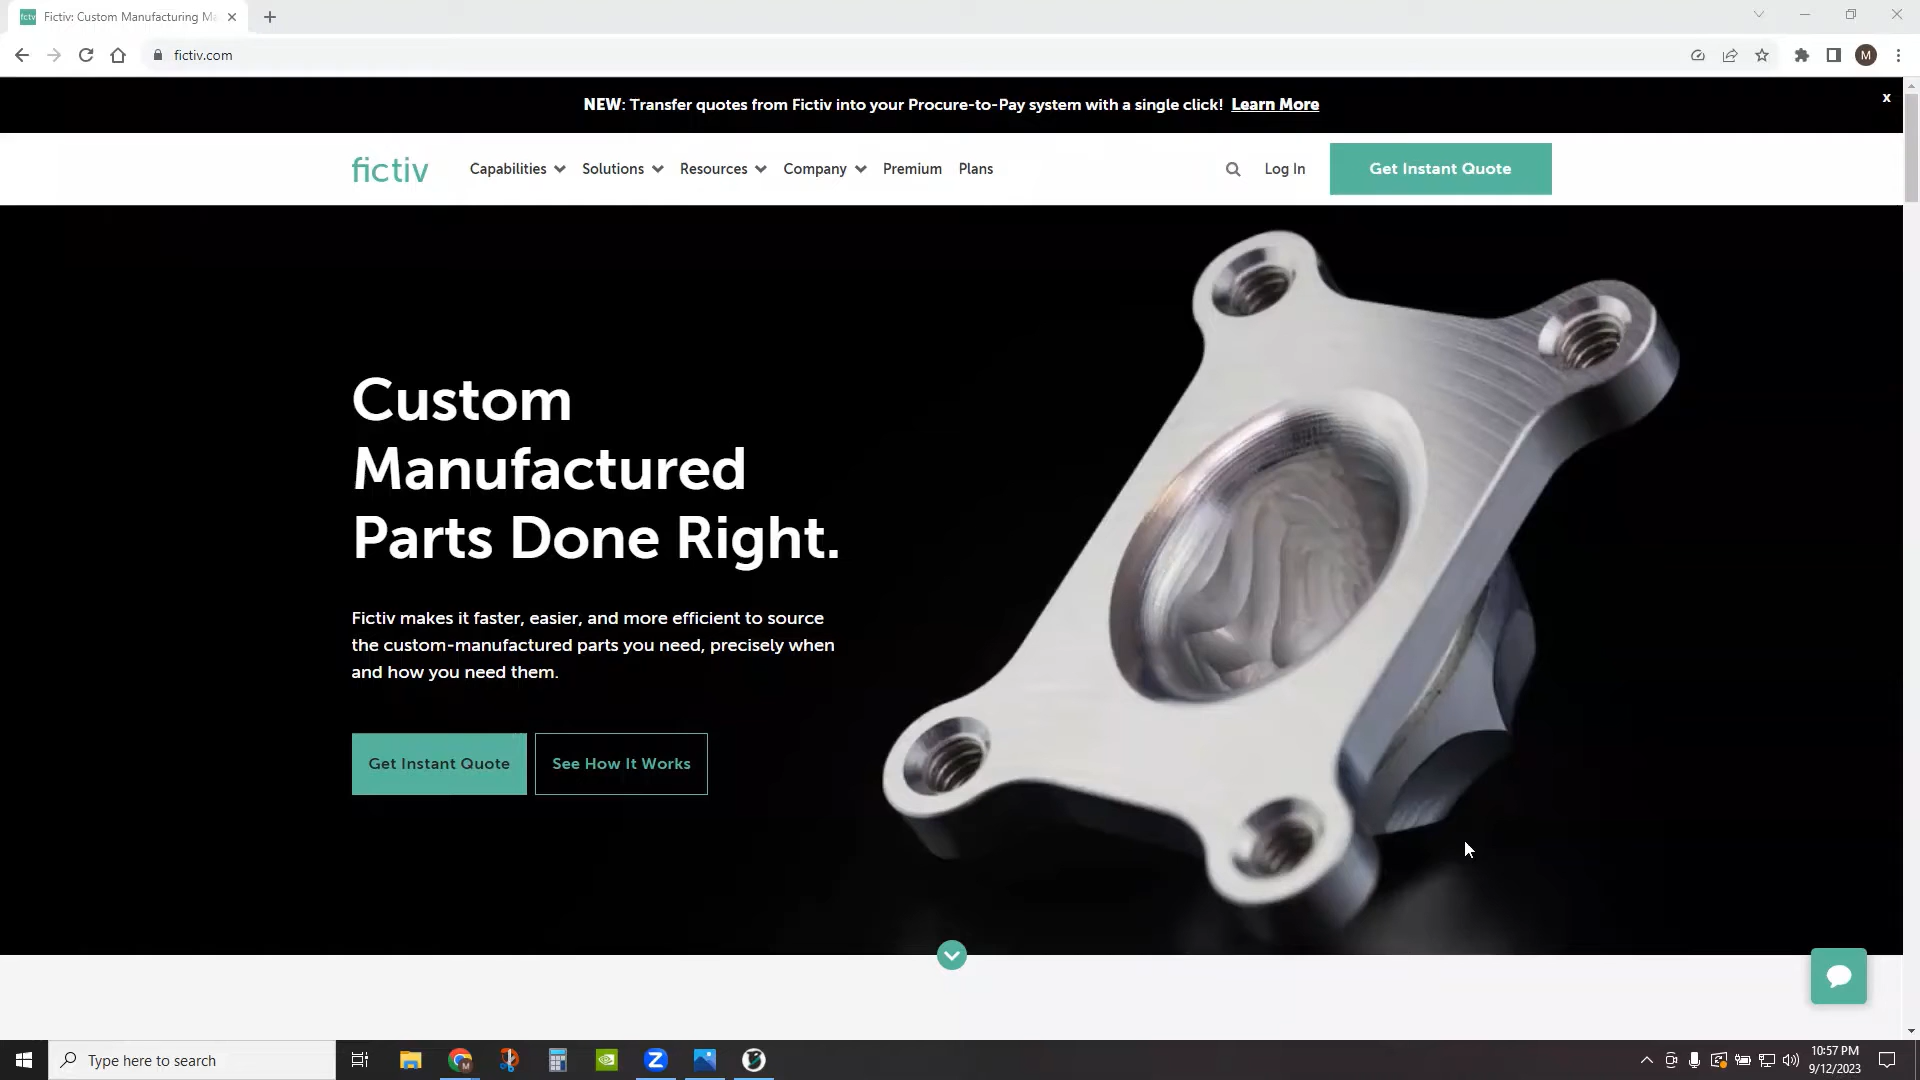 fctv Fictiv: Custom Manufacturing Ma
fictiv.com
M
NEW: Transfer quotes from Fictiv into your Procure-to-Pay system with a single click! Learn More
x
fictiv Capabilities Solutions Resources Company Premium Plans Log In Get Instant Quote
Custom
Manufactured
Parts Done Right.
Fictiv makes it faster, easier, and more efficient to source
the custom-manufactured parts you need, precisely when
and how you need them.
Get Instant Quote See How It Works
Type here to search
10:57 PM
9/12/2023